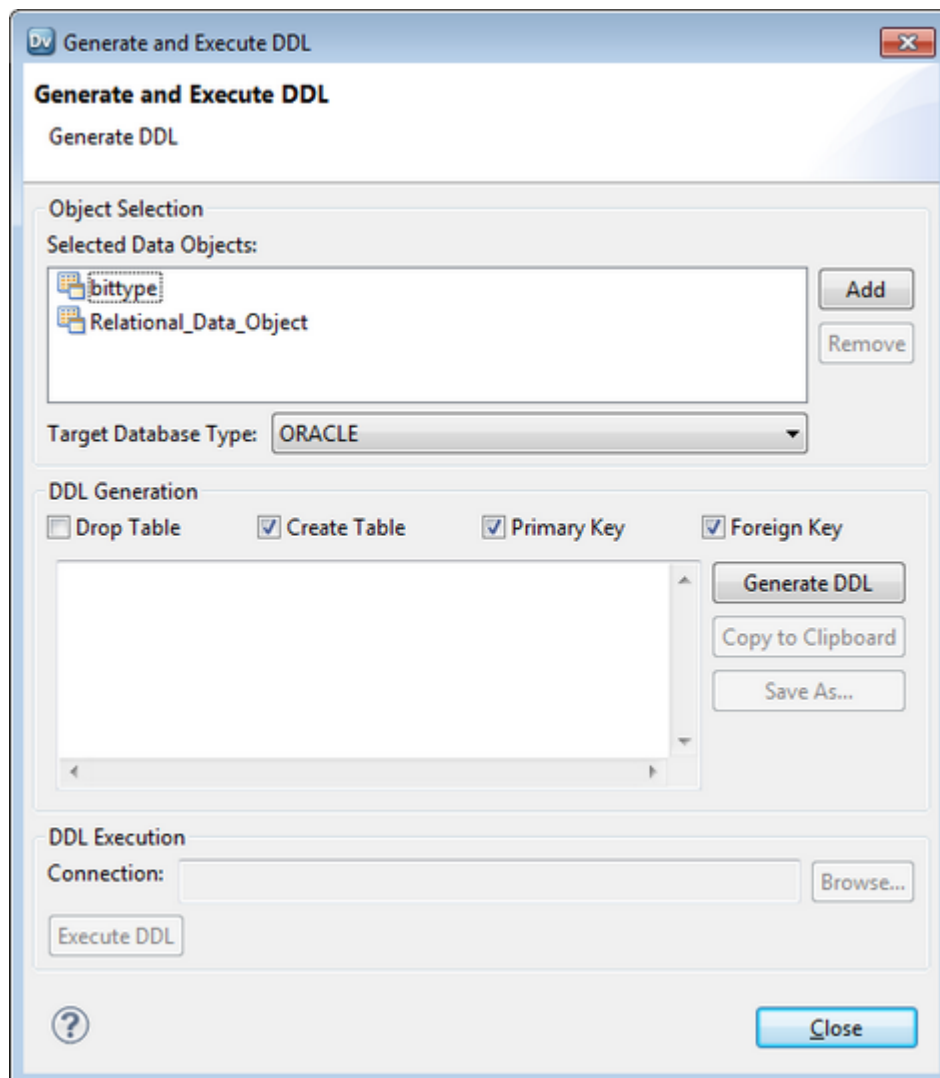 Dv Generate and Execute DDL
Generate and Execute DDL
Generate DDL
Object Selection
Selected Data Objects:
bittype
Add
Relational_Data_Object
Remove
Target Database Type: ORACLE
DDL Generation
Drop Table Create Table Primary Key Foreign Key
Generate DDL
Copy to Clipboard
Save As...
DDL Execution
Connection:
Browse...
Execute DDL
?
Close